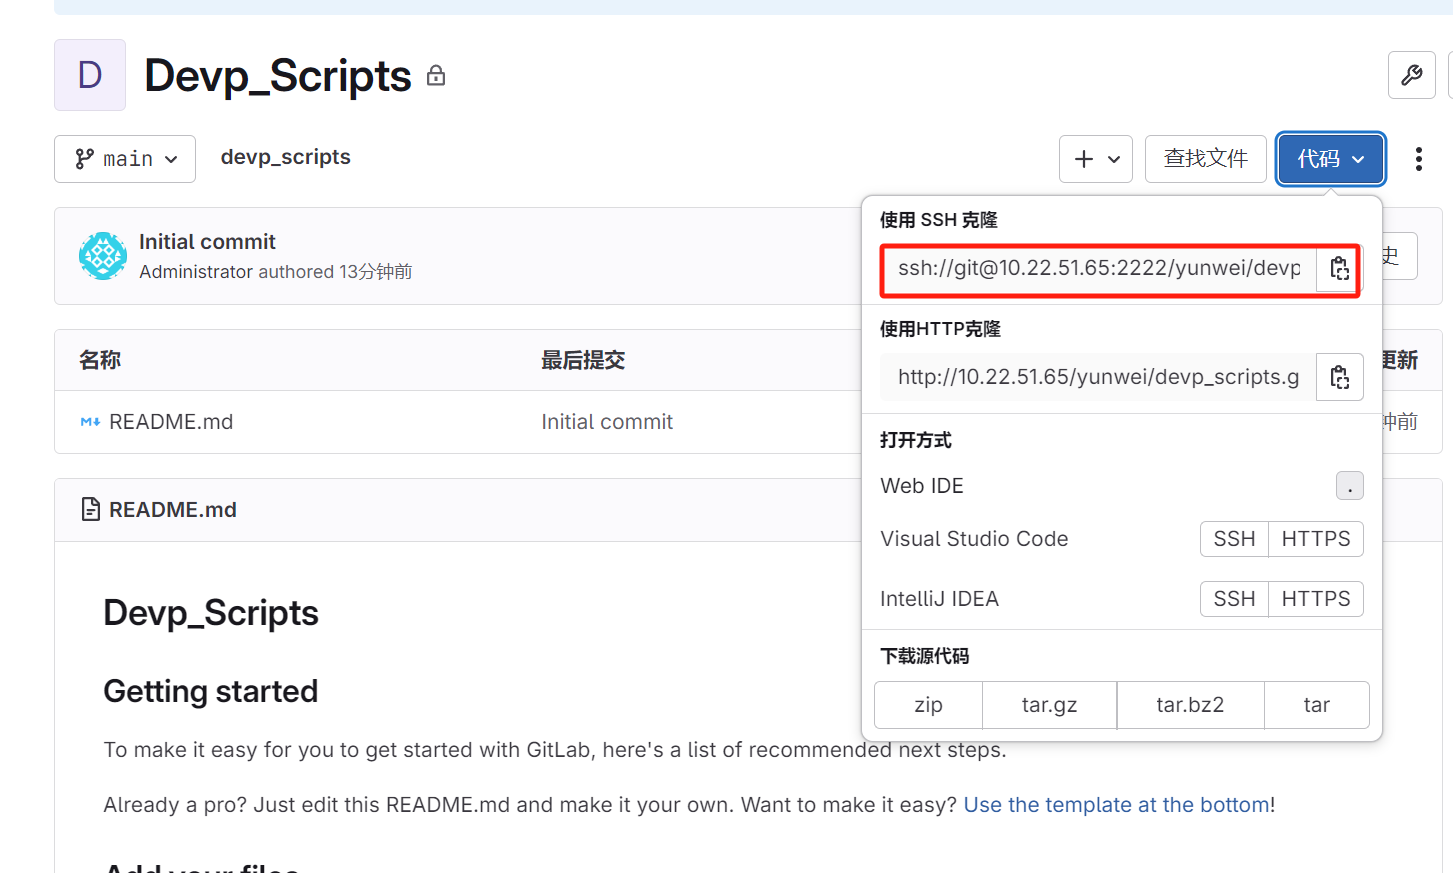 D
Devp_Scripts
main
devp_scripts
查找文件
代码
Initial commit
Administrator authored 13分钟前
史
使用 SSH 克隆
ssh://git@10.22.51.65:2222/yunwei/devp
使用HTTP克隆
http://10.22.51.65/yunwei/devp_scripts.g
名称
最后提交
更新
README.md
Initial commit
钟前
打开方式
Web IDE
.
Visual Studio Code
SSH
HTTPS
IntelliJ IDEA
SSH
HTTPS
下载源代码
zip
tar.gz
tar.bz2
tar
README.md
Devp_Scripts
Getting started
To make it easy for you to get started with GitLab, here's a list of recommended next steps.
Already a pro? Just edit this README.md and make it your own. Want to make it easy? Use the template at the bottom!
Add your files